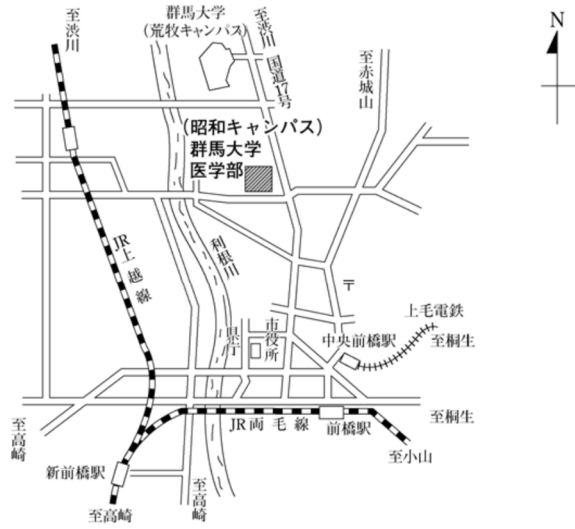 群馬大学
(荒牧キャンパス)
至渋川
至渋川
国道17号
至赤城山
N
(昭和キャンパス)
群馬大学
医学部
JR上越線
利根川
〒
県庁
市役所
上毛電鉄
中央前橋駅
至桐生
JR両毛線
前橋駅
至桐生
至小山
至高崎
新前橋駅
至高崎
至高崎